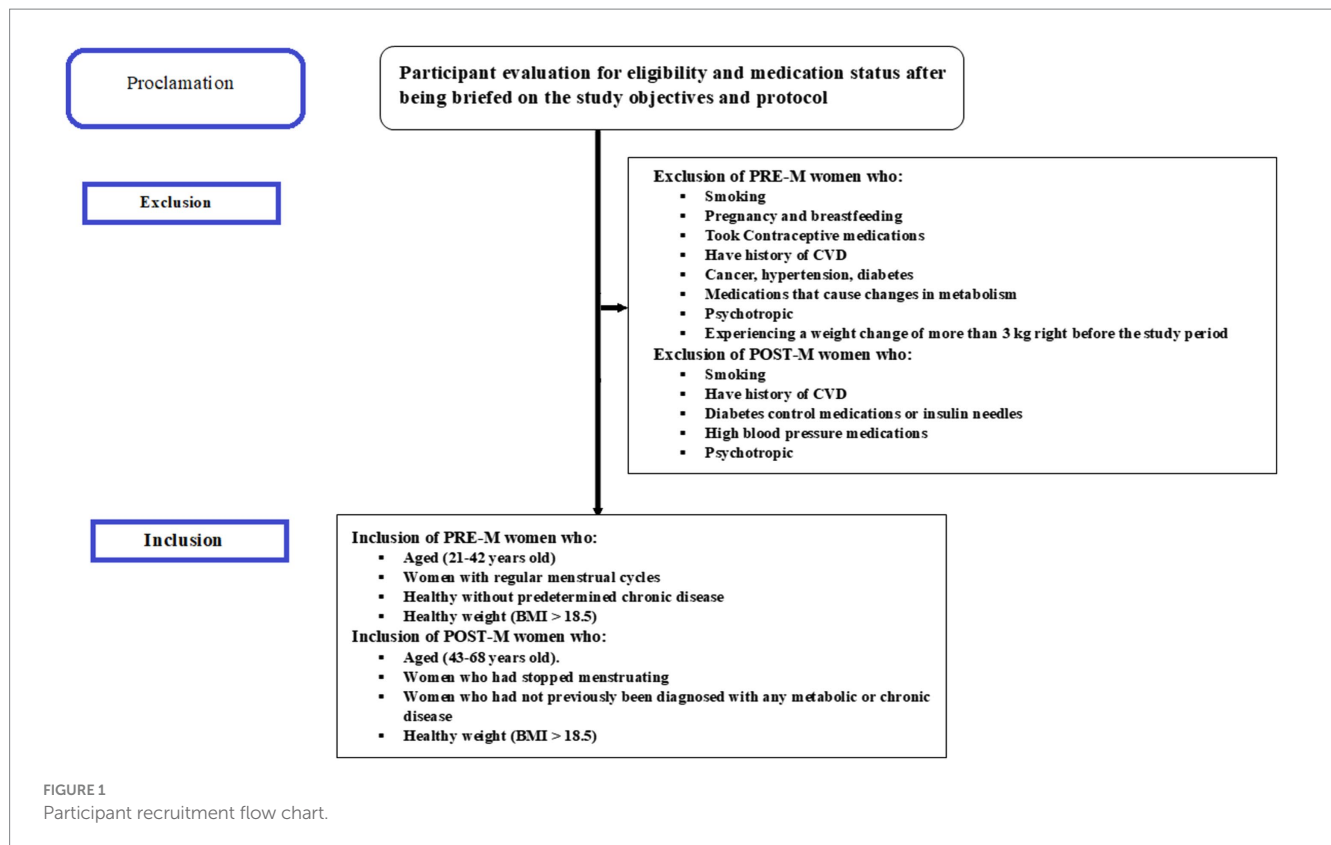 Proclamation
Participant evaluation for eligibility and medication status after
being briefed on the study objectives and protocol
Exclusion
Exclusion of PRE-M women who:
▪ Smoking
▪ Pregnancy and breastfeeding
▪ Took Contraceptive medications
▪ Have history of CVD
▪ Cancer, hypertension, diabetes
▪ Medications that cause changes in metabolism
▪ Psychotropic
▪ Experiencing a weight change of more than 3 kg right before the study period
Exclusion of POST-M women who:
▪ Smoking
▪ Have history of CVD
▪ Diabetes control medications or insulin needles
▪ High blood pressure medications
▪ Psychotropic
Inclusion
Inclusion of PRE-M women who:
▪ Aged (21-42 years old)
▪ Women with regular menstrual cycles
▪ Healthy without predetermined chronic disease
▪ Healthy weight (BMI > 18.5)
Inclusion of POST-M women who:
▪ Aged (43-68 years old).
▪ Women who had stopped menstruating
▪ Women who had not previously been diagnosed with any metabolic or chronic
disease
▪ Healthy weight (BMI > 18.5)
FIGURE 1
Participant recruitment flow chart.